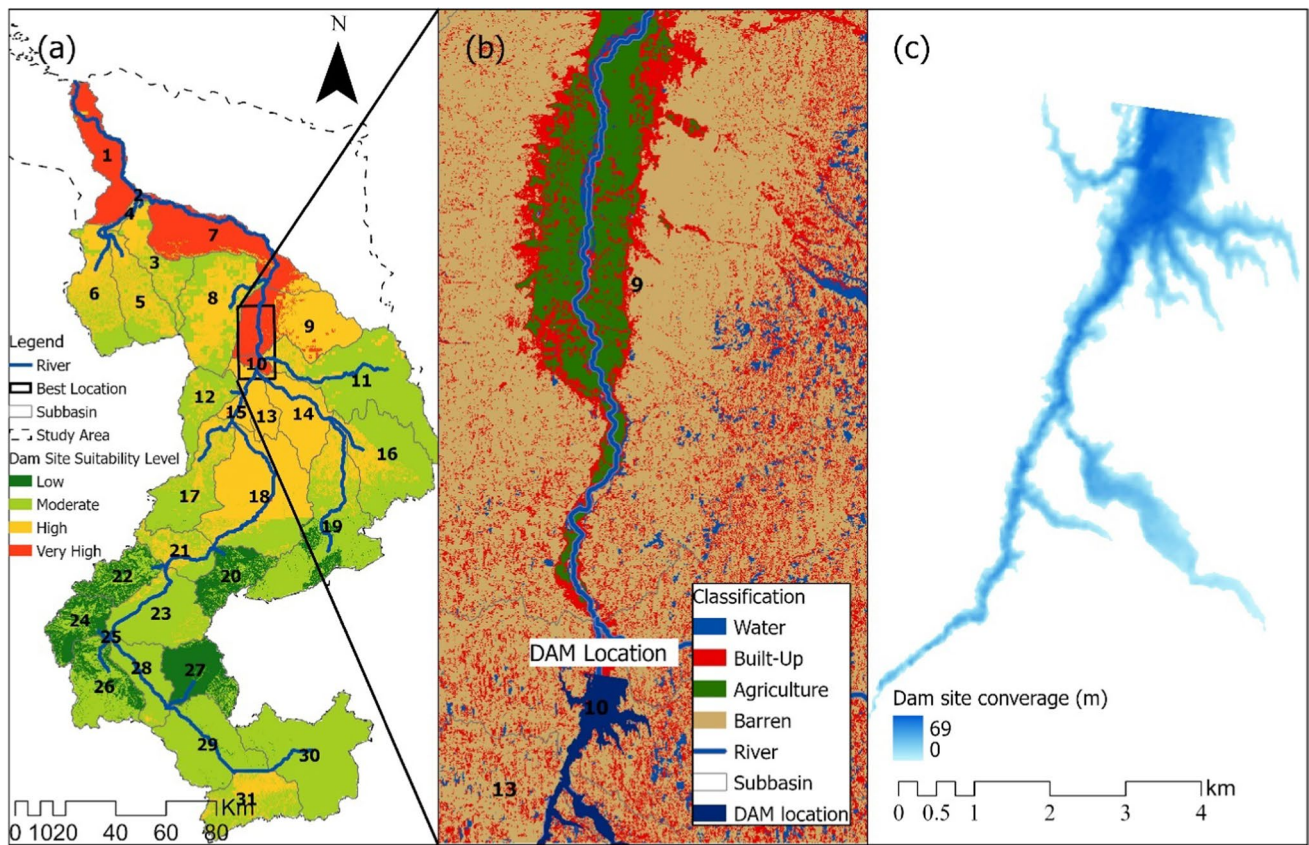 (a)
N
1
2
4
7
3
6
5
8
9
10
11
12
15
13
14
16
17
18
19
21
22
20
24
23
25
28
27
26
29
30
31
Legend
River
Best Location
Subbasin
Study Area
Dam Site Suitability Level
Low
Moderate
High
Very High
Km
0 10 20 40 60 80
(b)
9
DAM Location
10
13
Classification
Water
Built-Up
Agriculture
Barren
River
Subbasin
DAM location
(c)
Dam site converage (m)
69
0
km
0 0.5 1 2 3 4